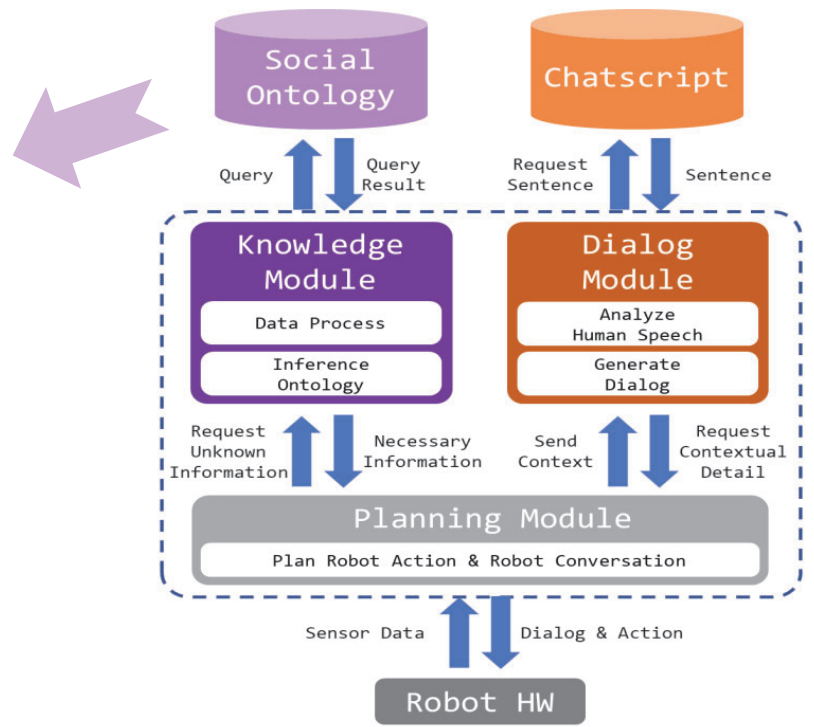 Social
Ontology
Chatscript
Query
Query
Result
Request
Sentence
Sentence
Knowledge
Module
Data Process
Inference
Ontology
Dialog
Module
Analyze
Human Speech
Generate
Dialog
Request
Unknown
Information
Necessary
Information
Send
Context
Request
Contextual
Detail
Planning Module
Plan Robot Action & Robot Conversation
Sensor Data
Dialog & Action
Robot HW